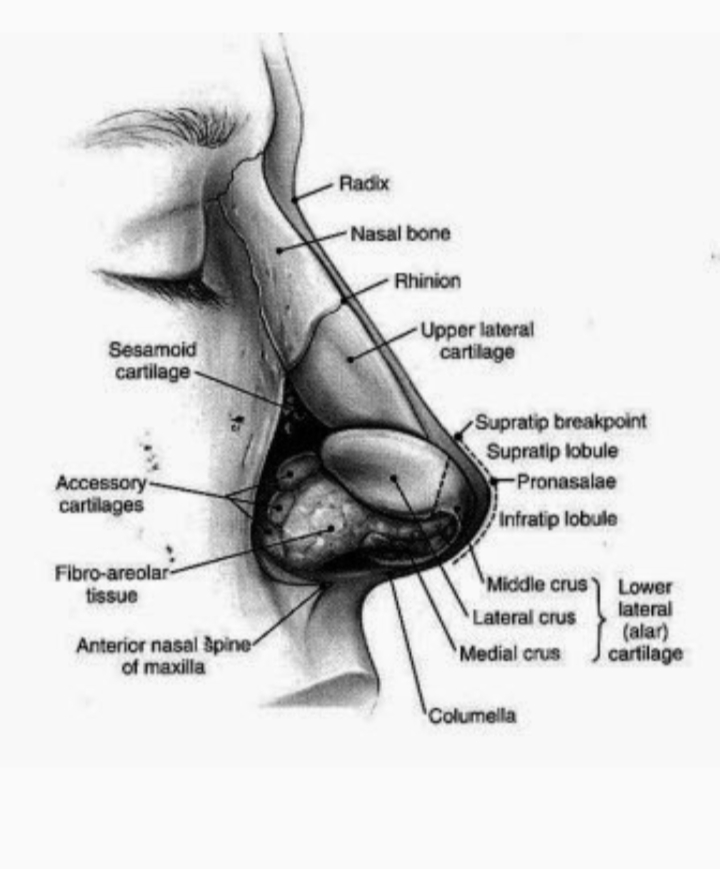 Radix
Nasal bone
Rhinion
Upper lateral
cartilage
Sesamoid
cartilage
Supratip breakpoint
Supratip lobule
Pronasalae
Infratip lobule
Accessory
cartilages
Fibro-areolar
tissue
Anterior nasal spine
of maxilla
Middle crus
Lateral crus
Medial crus
Lower
lateral
(alar)
cartilage
Columella